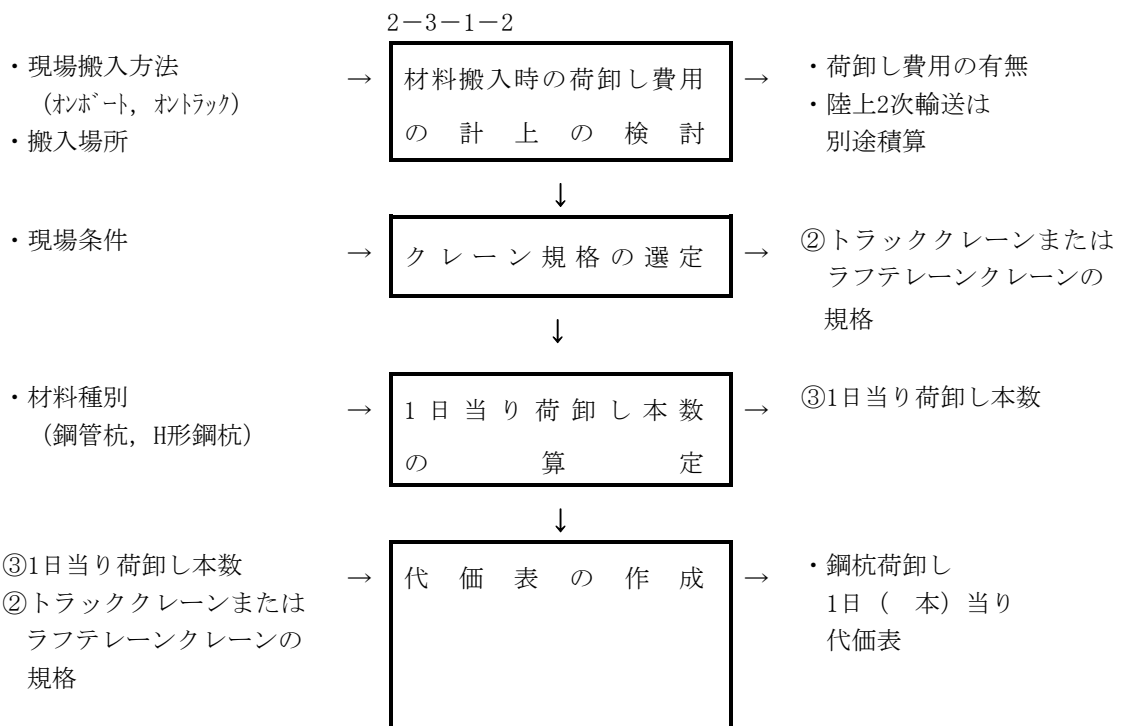 2－3－1－2
・現場搬入方法
(ｵﾝﾎﾞｰﾄ, ｵﾝﾄﾗｯｸ)
・搬入場所
→
材料搬入時の荷卸し費用
の計上の検討
→
・荷卸し費用の有無
・陸上2次輸送は
別途積算
↓
・現場条件
→
クレーン規格の選定
→
②トラッククレーンまたは
ラフテレーンクレーンの
規格
↓
・材料種別
(鋼管杭, H形鋼杭)
→
1日当り荷卸し本数
の算定
→
③1日当り荷卸し本数
↓
③1日当り荷卸し本数
②トラッククレーンまたは
ラフテレーンクレーンの
規格
→
代価表の作成
→
・鋼杭荷卸し
1日（　本）当り
代価表